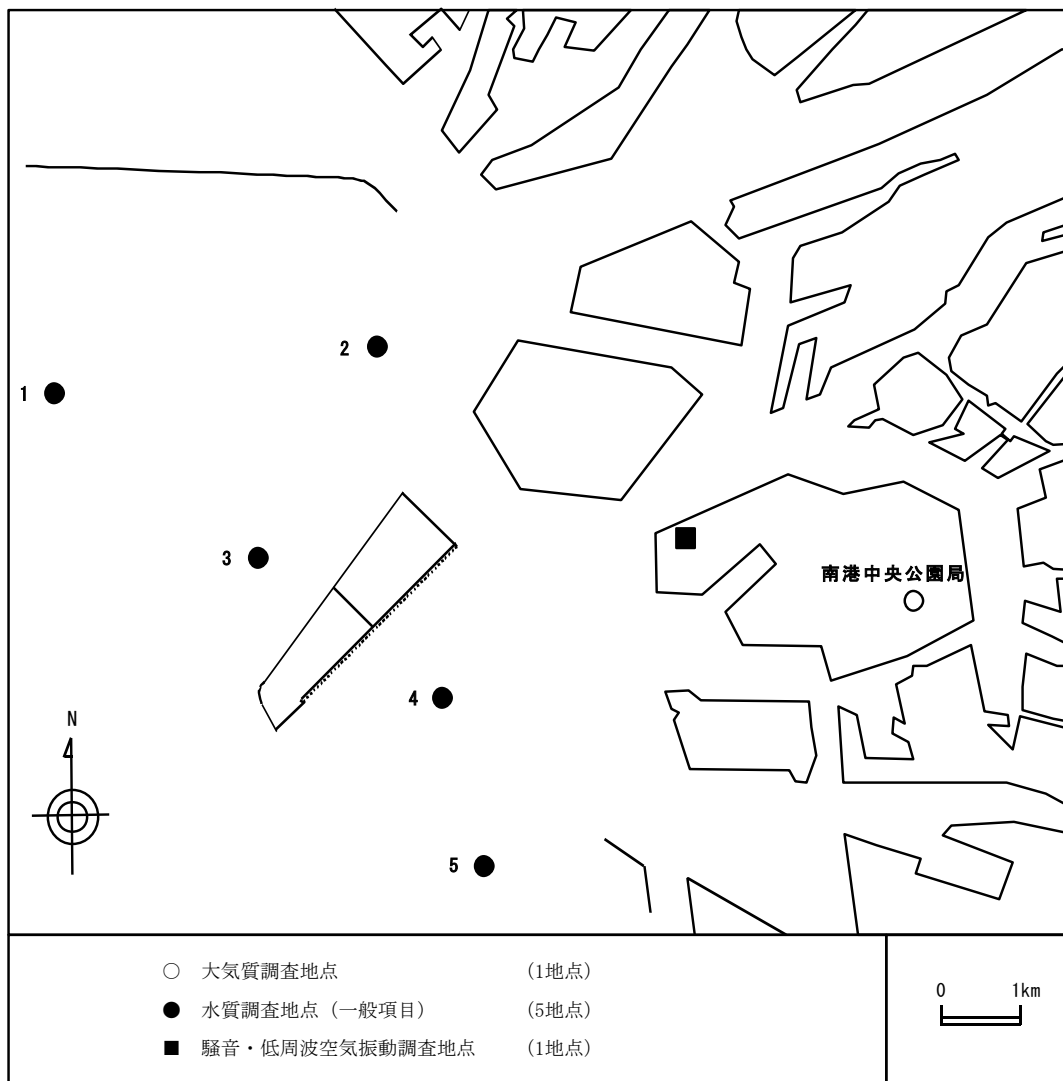 2
1
3
南港中央公園局
4
N
5
○ 大気質調査地点 (1地点)
● 水質調査地点（一般項目） (5地点)
■ 騒音・低周波空気振動調査地点 (1地点)
0 1km